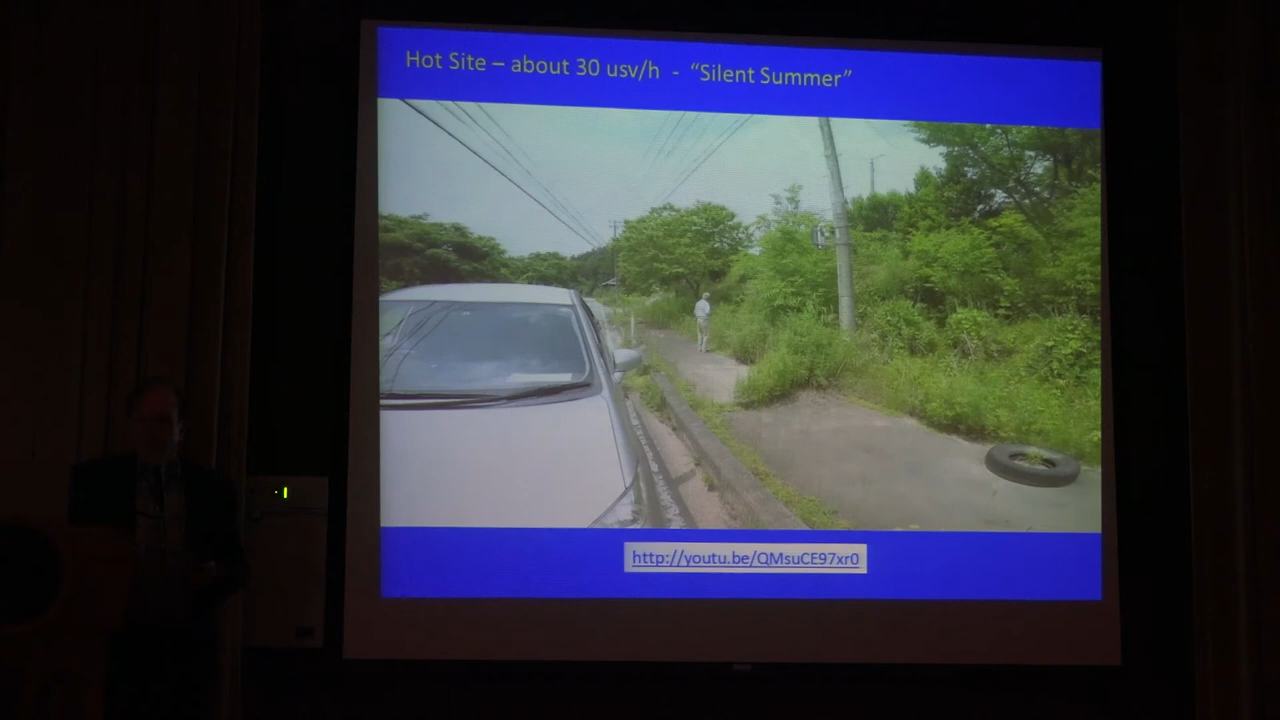 Hot Site – about 30 usv/h - “Silent Summer”
http://youtu.be/QMsuCE97xr0